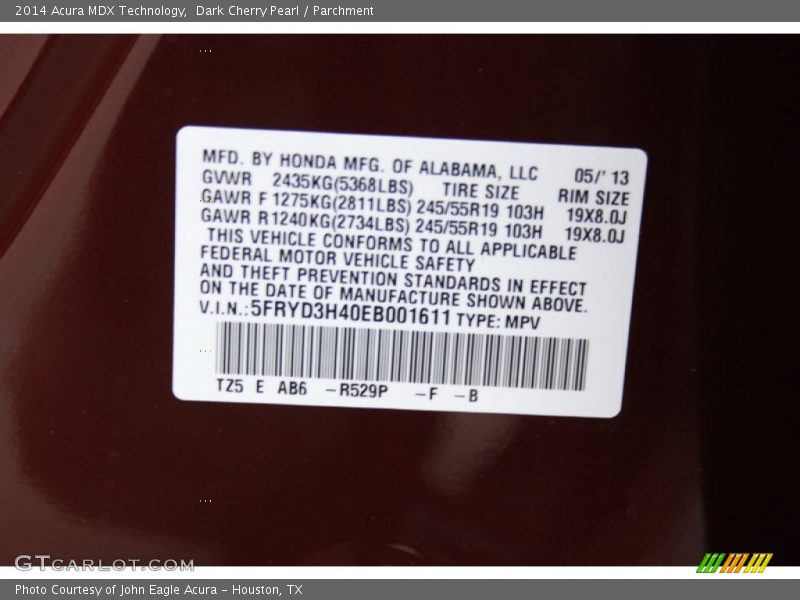 2014 Acura MDX Technology,  Dark Cherry Pearl / Parchment
MFD. BY HONDA MFG. OF ALABAMA, LLC 05/' 13
GVWR 2435KG(5368LBS) TIRE SIZE RIM SIZE
GAWR F 1275KG(2811LBS) 245/55R19 103H 19X8.0J
GAWR R1240KG(2734LBS) 245/55R19 103H 19X8.0J
THIS VEHICLE CONFORMS TO ALL APPLICABLE
FEDERAL MOTOR VEHICLE SAFETY
AND THEFT PREVENTION STANDARDS IN EFFECT
ON THE DATE OF MANUFACTURE SHOWN ABOVE.
V.I.N.:5FRYD3H40EB001611 TYPE: MPV
TZ5 E AB6 -R529P -F -B
GTCARLOT.COM
Photo Courtesy of John Eagle Acura - Houston, TX